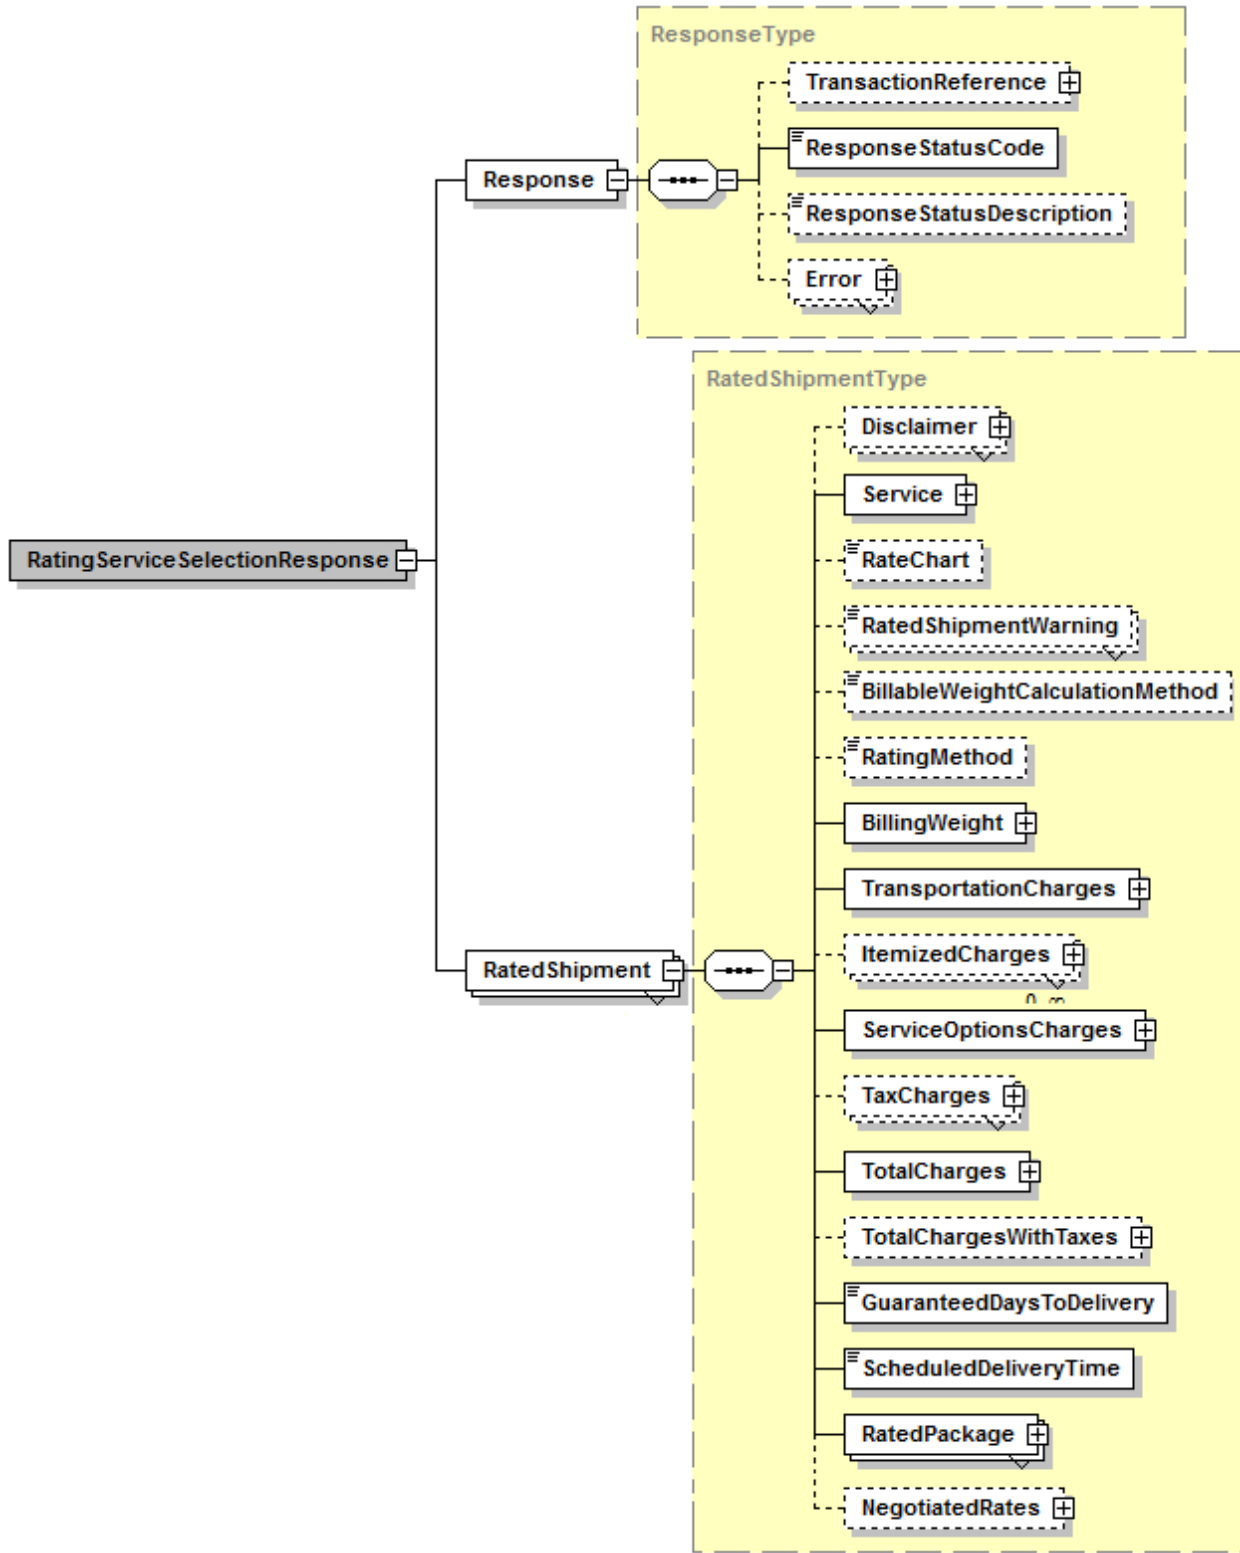 ResponseType
TransactionReference
ResponseStatusCode
Response
ResponseStatusDescription
Error
RatedShipmentType
Disclaimer
Service
RatingServiceSelectionResponse
RateChart
RatedShipmentWarning
BillableWeightCalculationMethod
RatingMethod
BillingWeight
TransportationCharges
ItemizedCharges
RatedShipment
ServiceOptionsCharges
TaxCharges
TotalCharges
TotalChargesWithTaxes
GuaranteedDaysToDelivery
ScheduledDeliveryTime
RatedPackage
NegotiatedRates